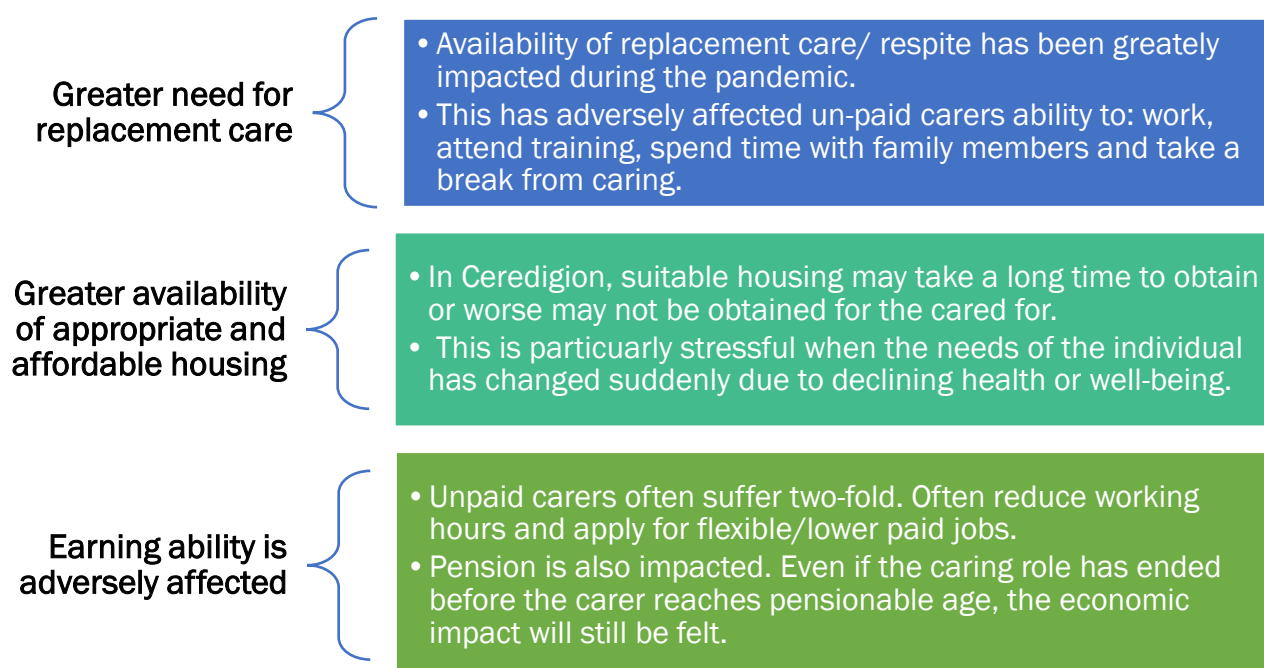 Greater need for
replacement care
• Availability of replacement care/ respite has been greately
impacted during the pandemic.
• This has adversely affected un-paid carers ability to: work,
attend training, spend time with family members and take a
break from caring.
Greater availability
of appropriate and
affordable housing
• In Ceredigion, suitable housing may take a long time to obtain
or worse may not be obtained for the cared for.
• This is particuarly stressful when the needs of the individual
has changed suddenly due to declining health or well-being.
Earning ability is
adversely affected
• Unpaid carers often suffer two-fold. Often reduce working
hours and apply for flexible/lower paid jobs.
• Pension is also impacted. Even if the caring role has ended
before the carer reaches pensionable age, the economic
impact will still be felt.